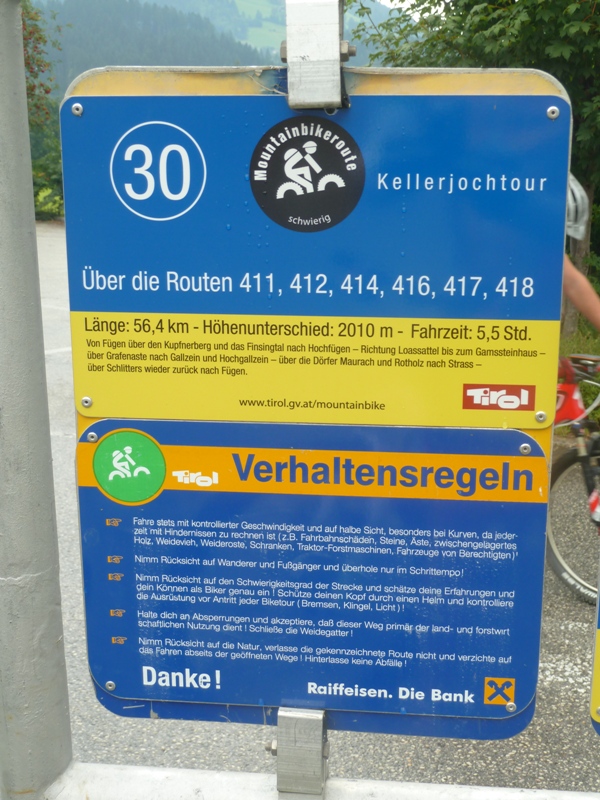 30
Mountainbikeroute
schwierig
Kellerjochtour
Über die Routen 411, 412, 414, 416, 417, 418
Länge: 56,4 km - Höhenunterschied: 2010 m - Fahrzeit: 5,5 Std.
Von Fügen über den Kupfnerberg und das Finsingtal nach Hochfügen – Richtung Loassattel bis zum Gamssteinhaus –
über Grafenaste nach Gallzein und Hochgallzein – über die Dörfer Maurach und Rotholz nach Strass –
über Schlitters wieder zurück nach Fügen.
www.tirol.gv.at/mountainbike
Tirol
Tirol
Verhaltensregeln
Fahre stets mit kontrollierter Geschwindigkeit und auf halbe Sicht, besonders bei Kurven, da jeder-
zeit mit Hindernissen zu rechnen ist (z.B. Fahrbahnschäden, Steine, Äste, zwischengelagertes
Holz, Weidevieh, Weideroste, Schranken, Traktor-Forstmaschinen, Fahrzeuge von Berechtigten)!
Nimm Rücksicht auf Wanderer und Fußgänger und überhole nur im Schrittempo!
Nimm Rücksicht auf den Schwierigkeitsgrad der Strecke und schätze deine Erfahrungen und
dein Können als Biker genau ein! Schütze deinen Kopf durch einen Helm und kontrolliere
die Ausrüstung vor Antritt jeder Biketour (Bremsen, Klingel, Licht)!
Halte dich an Absperrungen und akzeptiere, daß dieser Weg primär der land- und forstwirt
schaftlichen Nutzung dient! Schließe die Weidegatter!
Nimm Rücksicht auf die Natur, verlasse die gekennzeichnete Route nicht und verzichte auf
das Fahren abseits der geöffneten Wege! Hinterlasse keine Abfälle!
Danke!
Raiffeisen. Die Bank